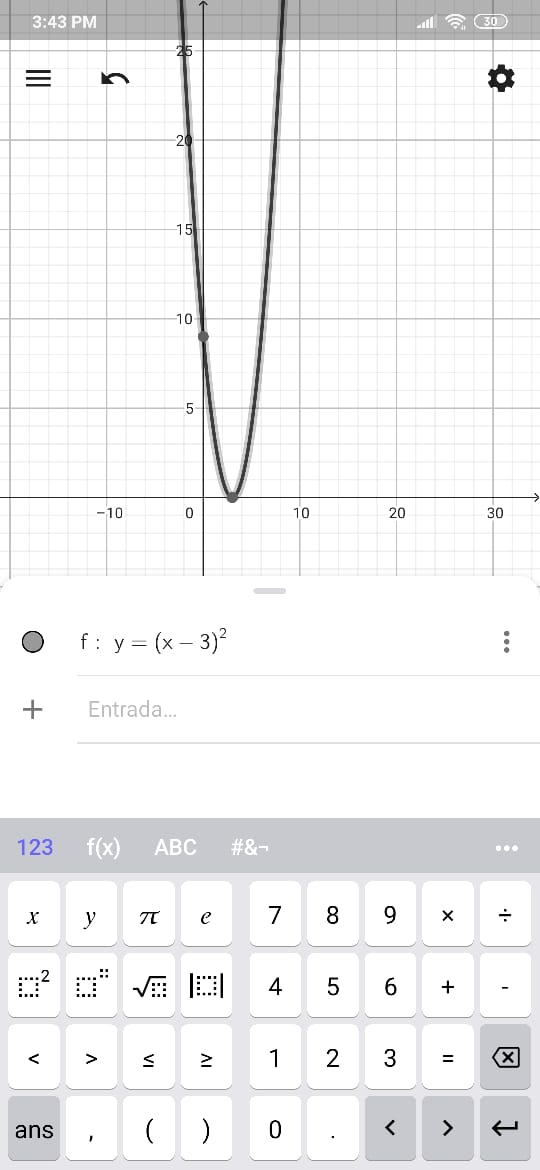 3:43 PM 30
25
20
15
10
5
−10 0 10 20 30
f : y = (x − 3)²
+ Entrada...
123 f(x) ABC #&¬ •••
x y π e 7 8 9 × ÷
⬚² ⬚⬚ √⬚ |⬚| 4 5 6 + -
< > ≤ ≥ 1 2 3 =
ans , ( ) 0 . < >